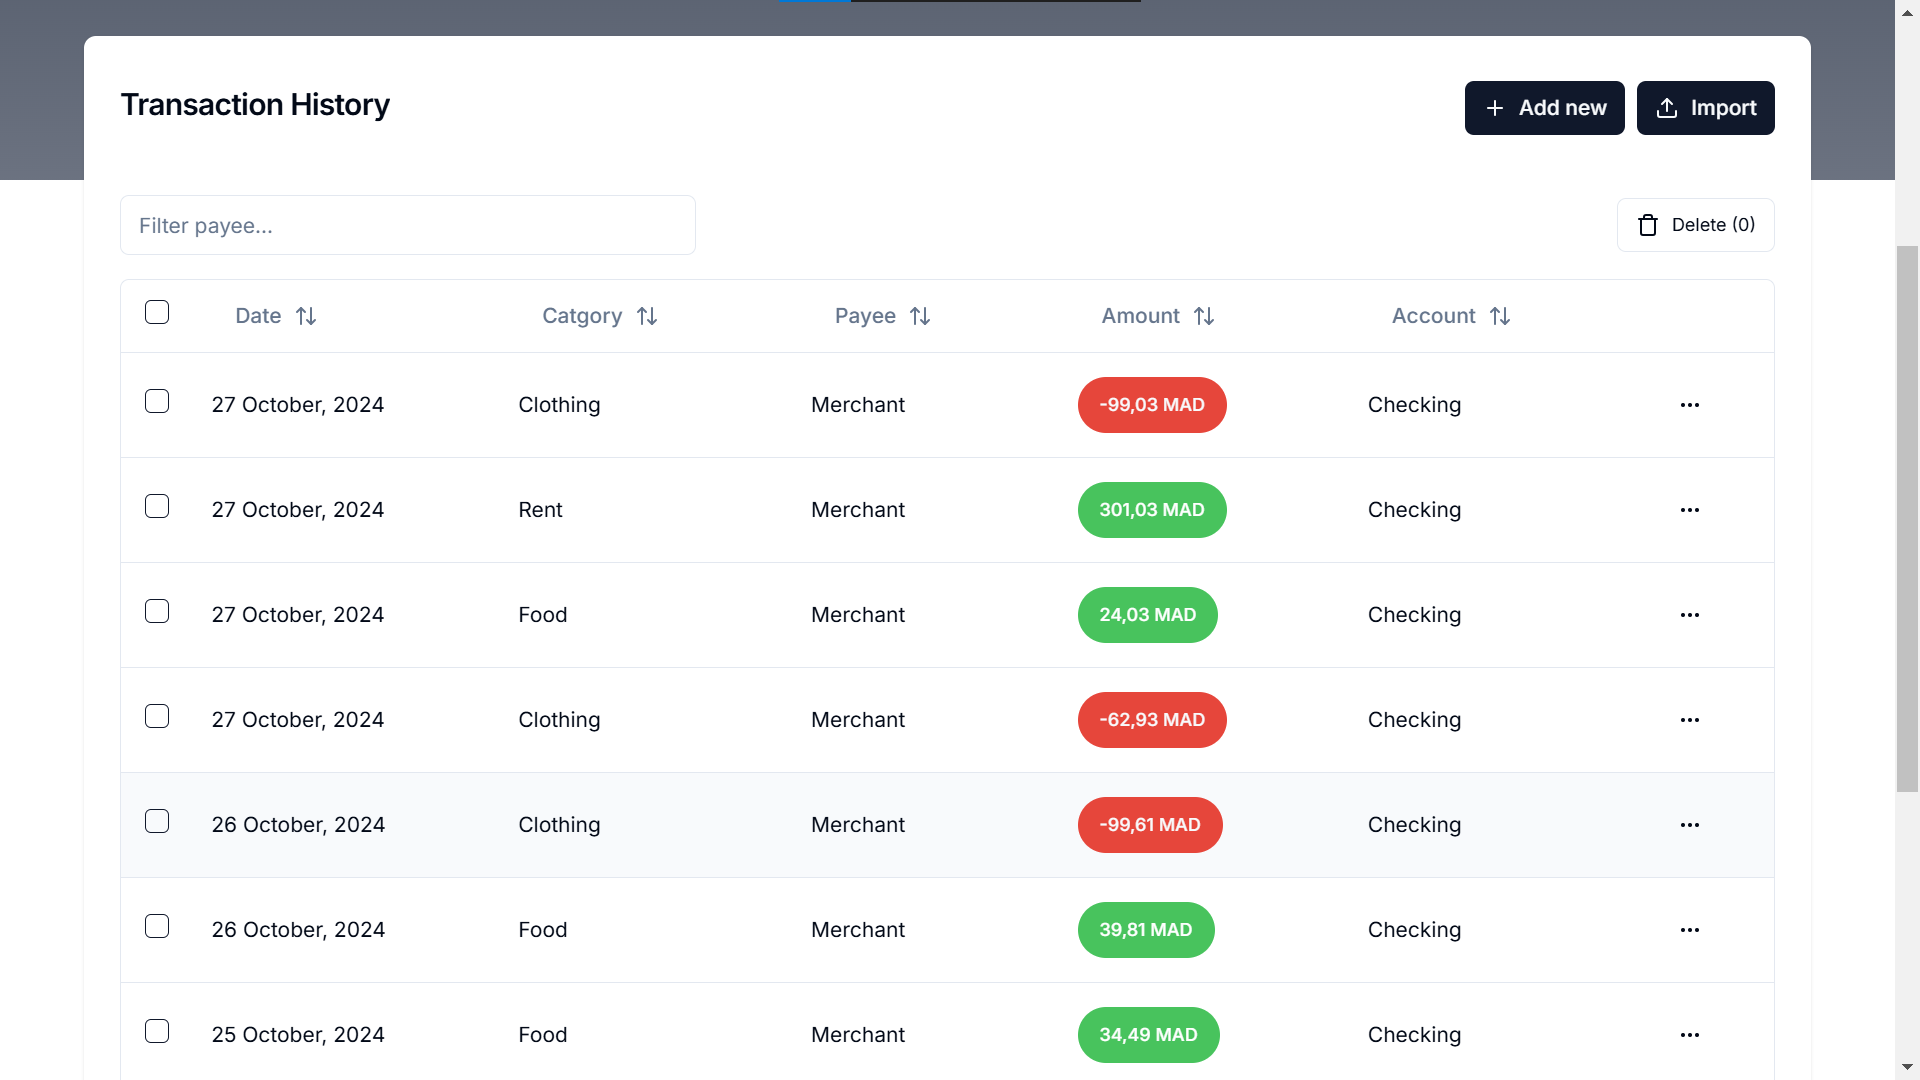 Transaction History
Add new
Import
Filter payee...
Delete (0)
Date Catgory Payee Amount Account
27 October, 2024 Clothing Merchant -99,03 MAD Checking
27 October, 2024 Rent Merchant 301,03 MAD Checking
27 October, 2024 Food Merchant 24,03 MAD Checking
27 October, 2024 Clothing Merchant -62,93 MAD Checking
26 October, 2024 Clothing Merchant -99,61 MAD Checking
26 October, 2024 Food Merchant 39,81 MAD Checking
25 October, 2024 Food Merchant 34,49 MAD Checking